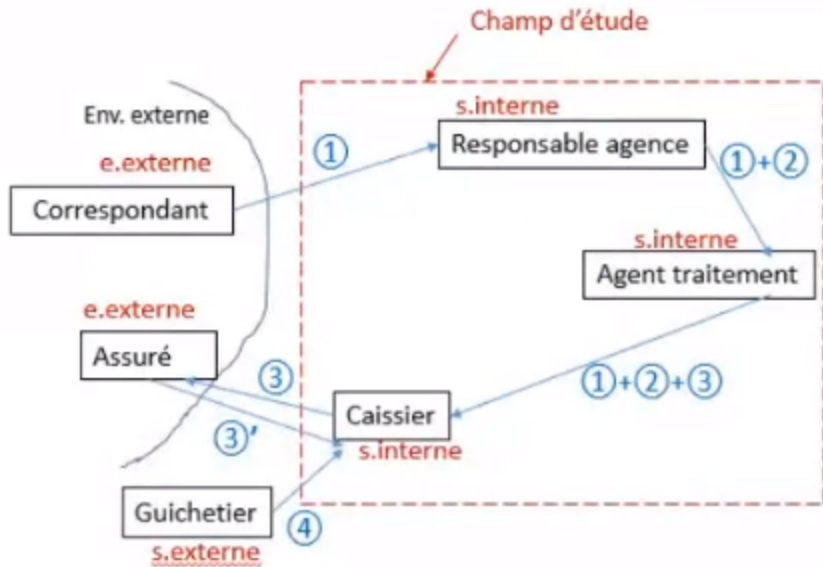 Champ d'étude
Env. externe
s.interne
①
Responsable agence
①+②
e.externe
Correspondant
s.interne
Agent traitement
e.externe
Assuré
③
①+②+③
Caissier
③'
s.interne
Guichetier
④
s.externe